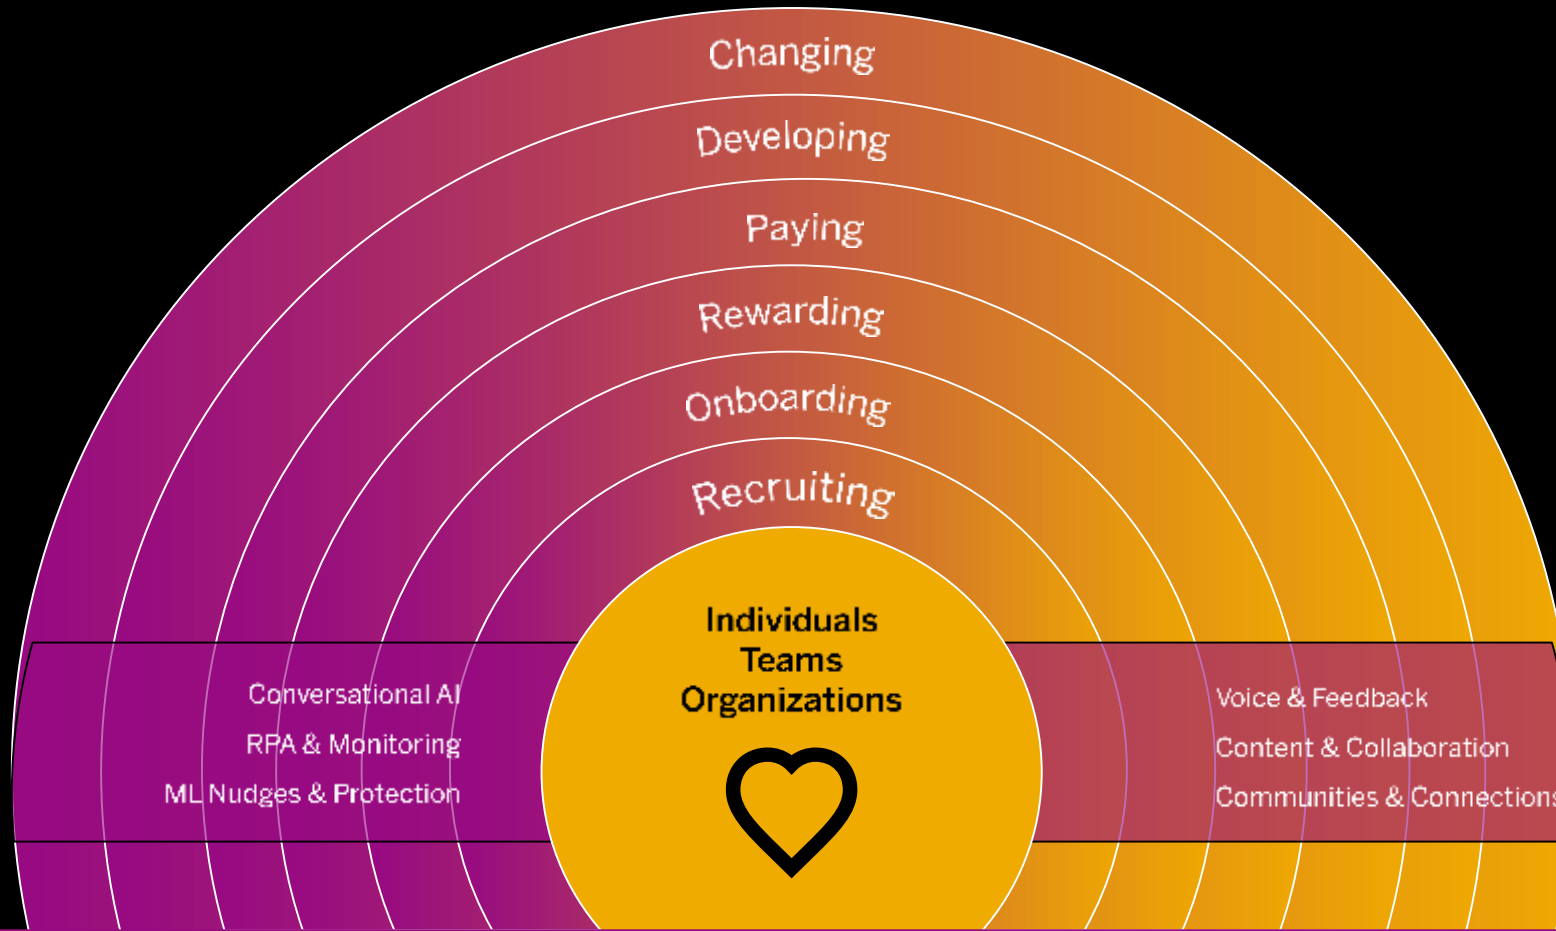 Changing
Developing
Paying
Rewarding
Onboarding
Recruiting
Individuals
Teams
Organizations
Conversational AI
RPA & Monitoring
ML Nudges & Protection
Voice & Feedback
Content & Collaboration
Communities & Connections